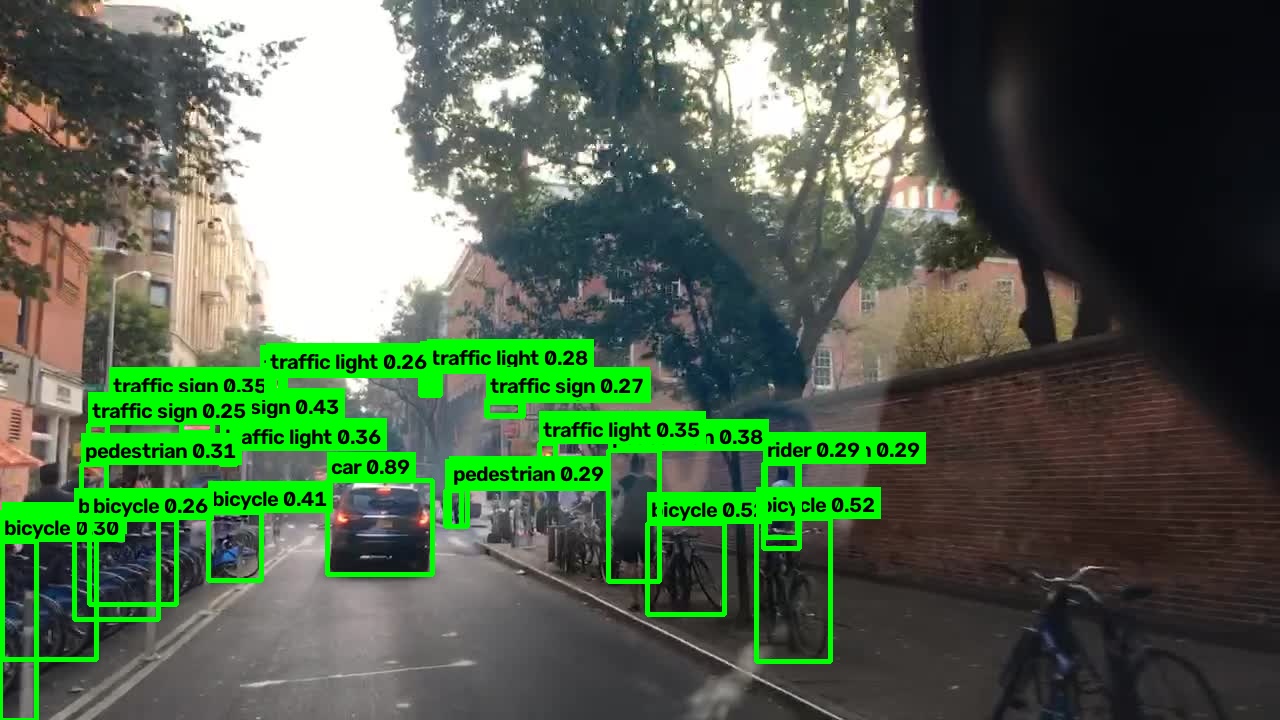 traffic light 0.26
traffic light 0.28
traffic sign 0.35
traffic sign 0.27
traffic sign 0.25
sign 0.43
traffic light 0.35
0.38
affic light 0.36
pedestrian 0.31
rider 0.29
0.29
car 0.89
pedestrian 0.29
bicycle 0.26
bicycle 0.41
bicycle 0.52
bicycle 0.30